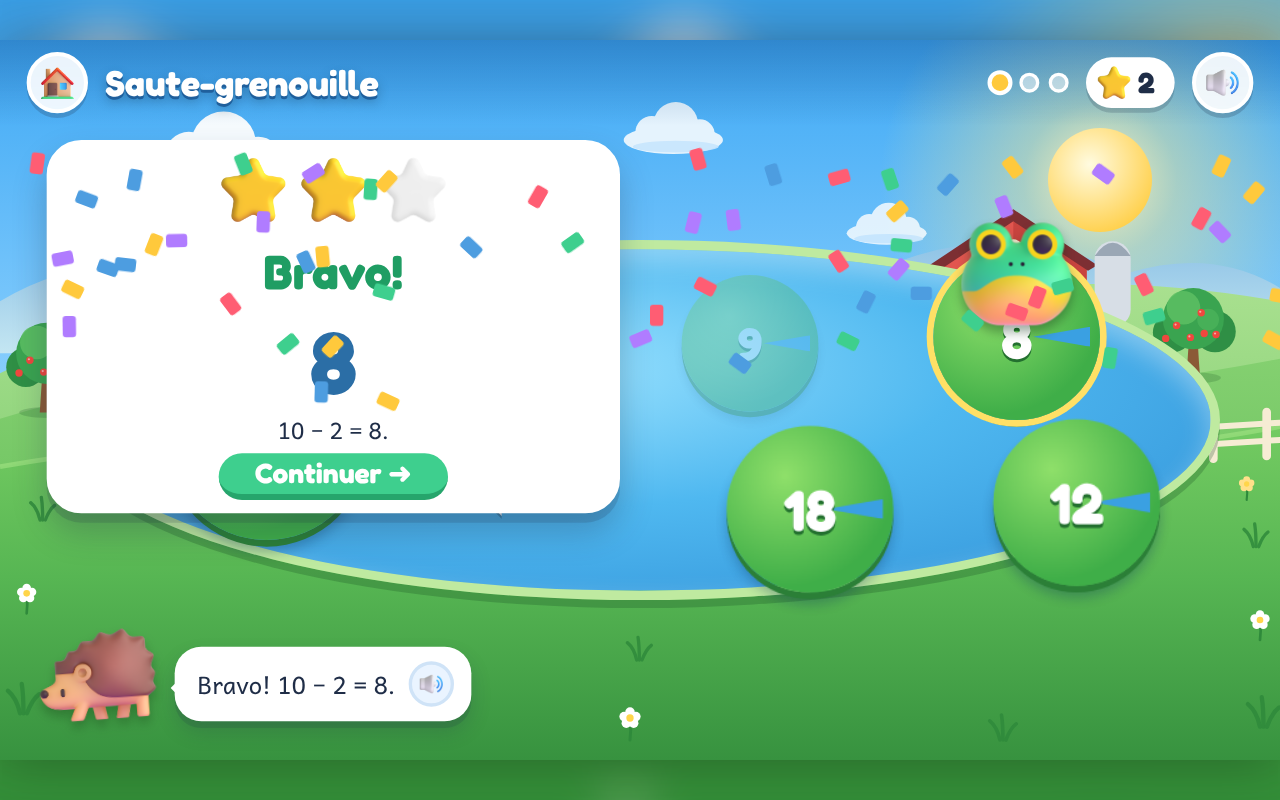 Saute-grenouille
2
Bravo!
8
10 − 2 = 8.
Continuer →
9
8
18
12
Bravo! 10 − 2 = 8.